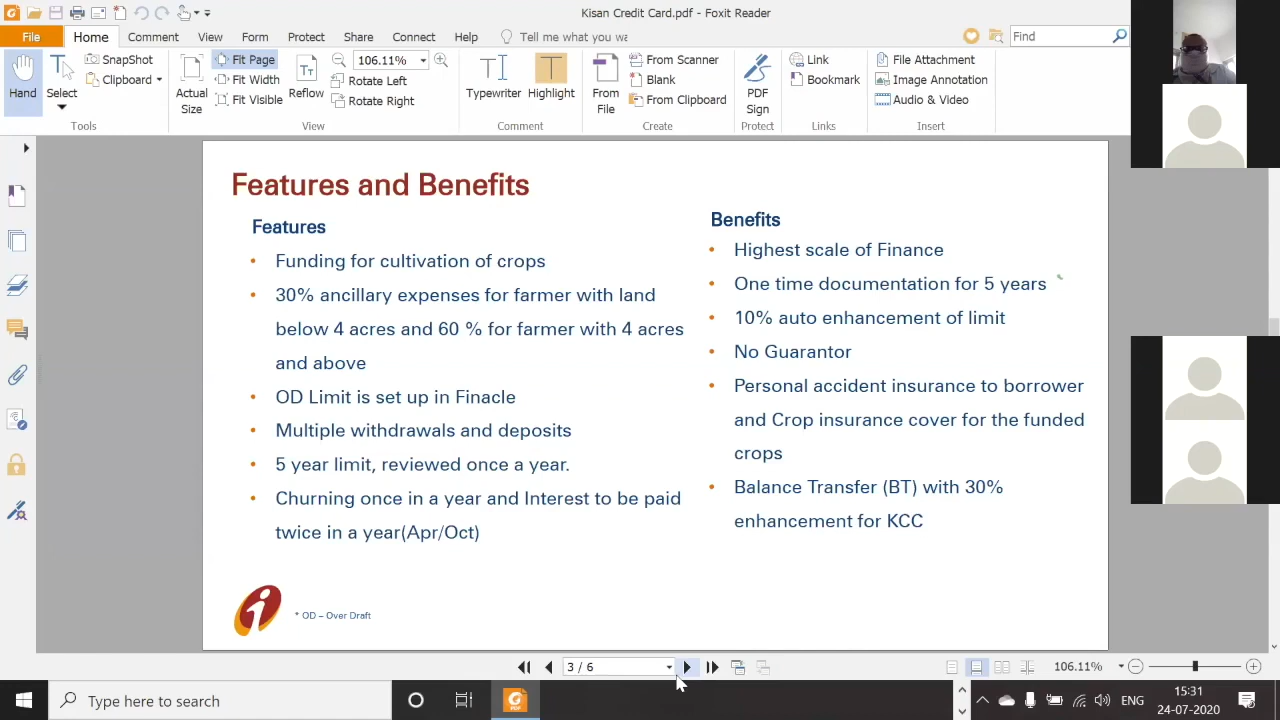 Kisan Credit Card.pdf - Foxit Reader
File Home Comment View Form Protect Share Connect Help Tell me what you wa Find
Hand
Select
SnapShot
Clipboard
Tools
Actual Size
Fit Page
Fit Width
Fit Visible
Reflow
106.11%
Rotate Left
Rotate Right
View
Typewriter
Highlight
Comment
From File
From Scanner
Blank
From Clipboard
Create
PDF Sign
Protect
Link
Bookmark
Links
File Attachment
Image Annotation
Audio & Video
Insert
Features and Benefits
Features
• Funding for cultivation of crops
• 30% ancillary expenses for farmer with land
below 4 acres and 60 % for farmer with 4 acres
and above
• OD Limit is set up in Finacle
• Multiple withdrawals and deposits
• 5 year limit, reviewed once a year.
• Churning once in a year and Interest to be paid
twice in a year(Apr/Oct)
Benefits
• Highest scale of Finance
• One time documentation for 5 years
• 10% auto enhancement of limit
• No Guarantor
• Personal accident insurance to borrower
and Crop insurance cover for the funded
crops
• Balance Transfer (BT) with 30%
enhancement for KCC
* OD – Over Draft
3 / 6
106.11%
Type here to search
PDF
ENG
15:31
24-07-2020